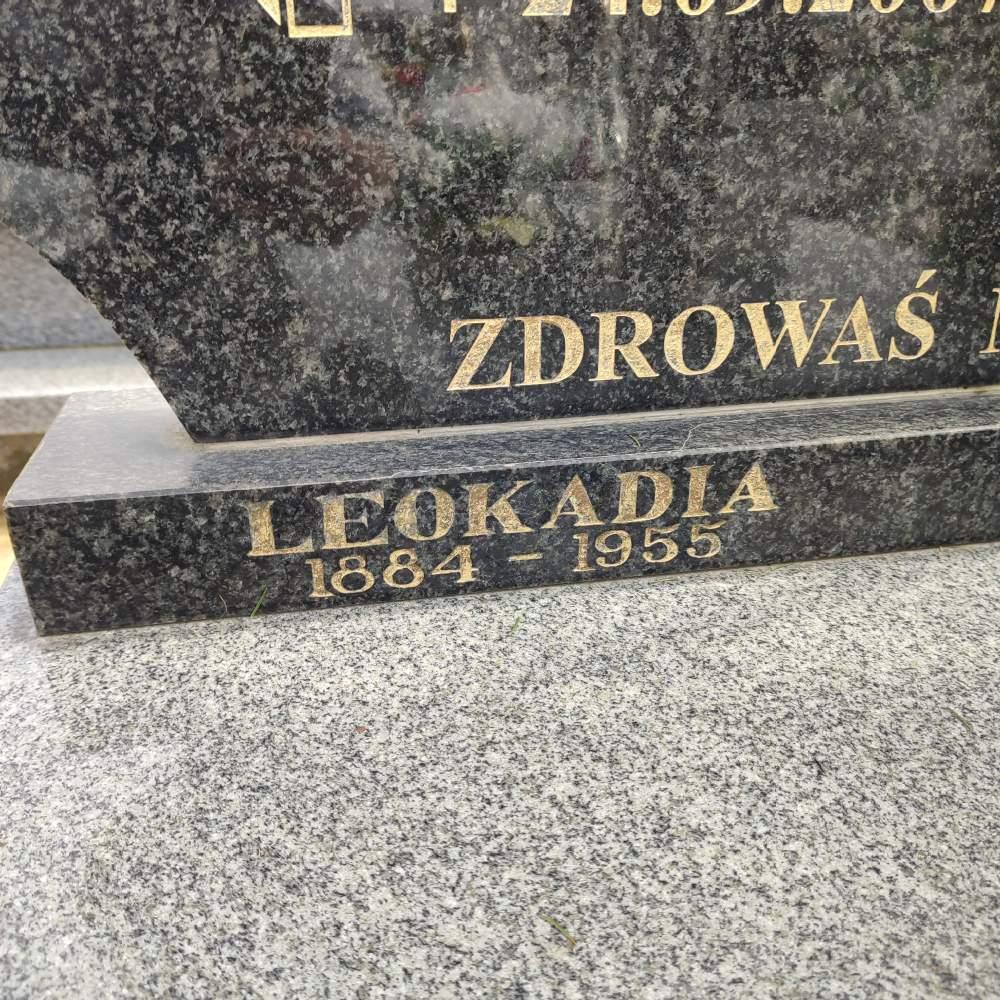 ZDROWAŚ
LEOKADIA
1884 - 1955